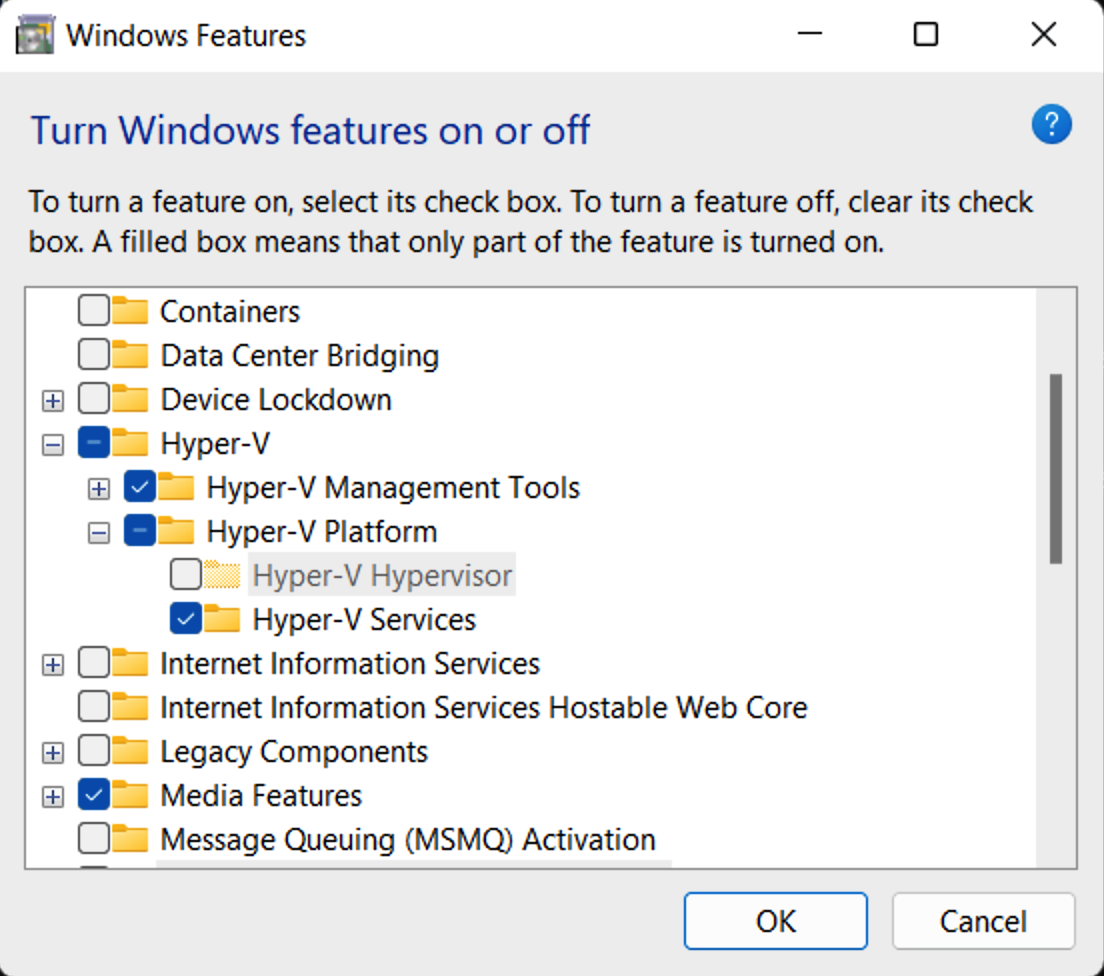 Windows Features
Turn Windows features on or off
?
To turn a feature on, select its check box. To turn a feature off, clear its check
box. A filled box means that only part of the feature is turned on.
Containers
Data Center Bridging
Device Lockdown
Hyper-V
Hyper-V Management Tools
Hyper-V Platform
Hyper-V Hypervisor
Hyper-V Services
Internet Information Services
Internet Information Services Hostable Web Core
Legacy Components
Media Features
Message Queuing (MSMQ) Activation
OK
Cancel